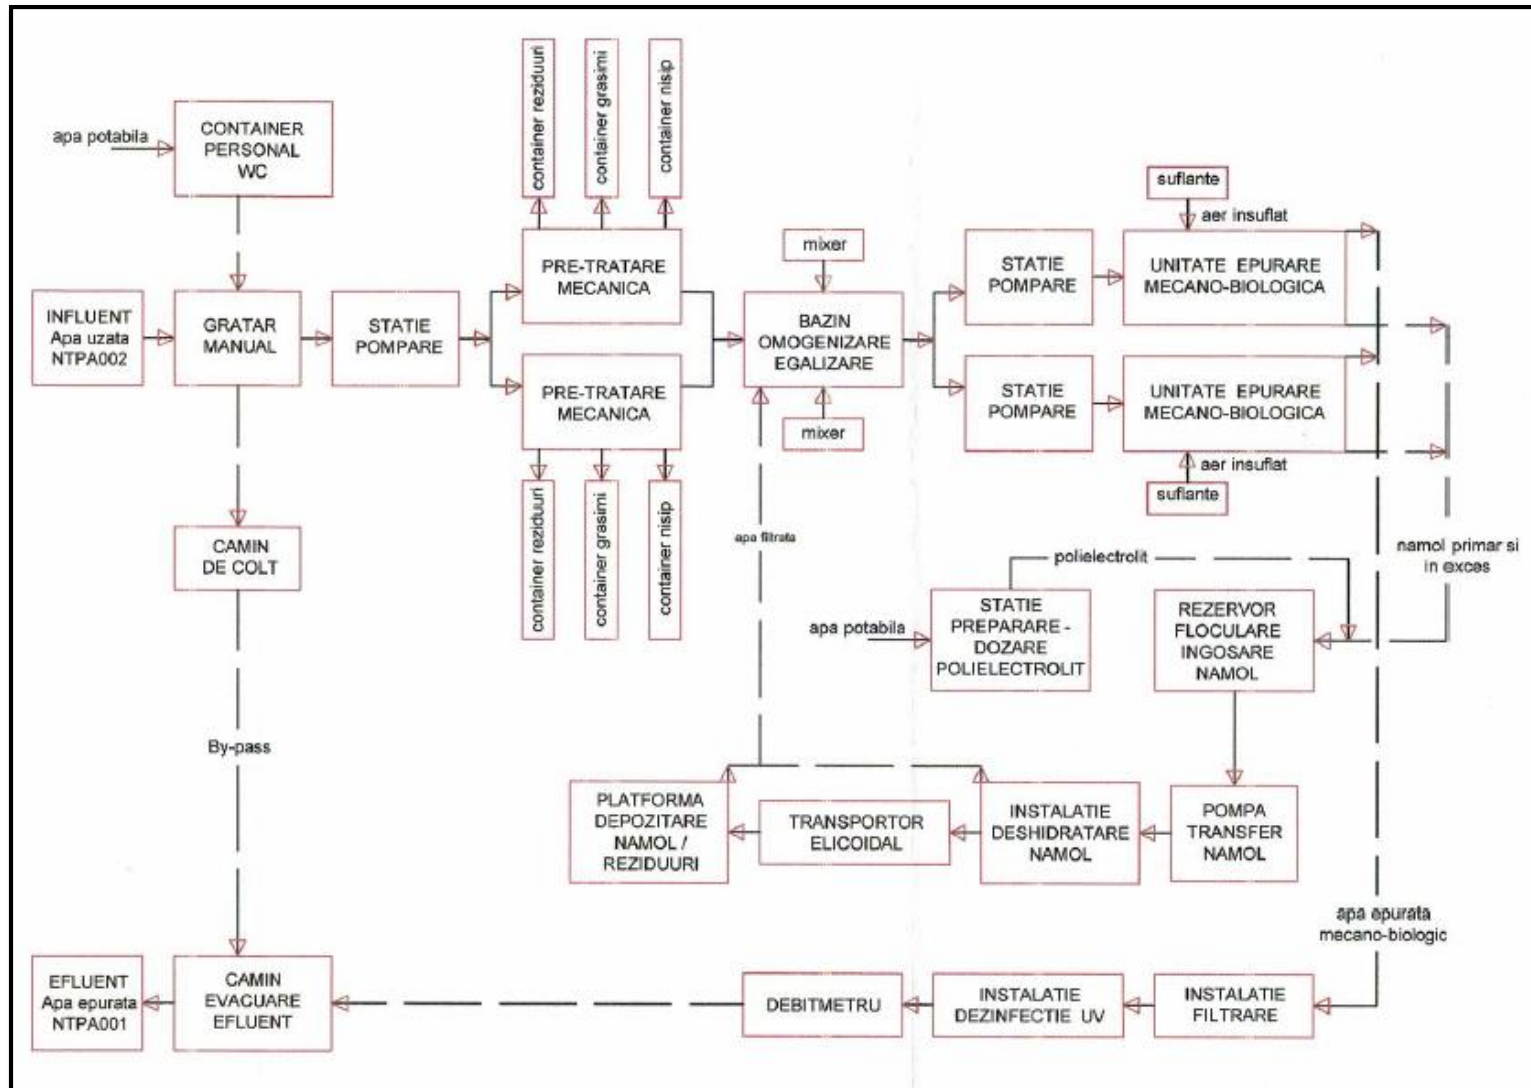 container reziduuri
container grasimi
container nisip
apa potabila
CONTAINER
PERSONAL
WC
suflante
aer insuflat
mixer
PRE-TRATARE
MECANICA
STATIE
POMPARE
UNITATE EPURARE
MECANO-BIOLOGICA
INFLUENT
Apa uzata
NTPA002
GRATAR
MANUAL
STATIE
POMPARE
BAZIN
OMOGENIZARE
EGALIZARE
PRE-TRATARE
MECANICA
STATIE
POMPARE
UNITATE EPURARE
MECANO-BIOLOGICA
mixer
aer insuflat
suflante
container reziduuri
container grasimi
container nisip
CAMIN
DE COLT
apa filtrata
polielectrolit
namol primar si
in exces
apa potabila
STATIE
PREPARARE -
DOZARE
POLIELECTROLIT
REZERVOR
FLOCULARE
INGOSARE
NAMOL
By-pass
PLATFORMA
DEPOZITARE
NAMOL /
REZIDUURI
TRANSPORTOR
ELICOIDAL
INSTALATIE
DESHIDRATARE
NAMOL
POMPA
TRANSFER
NAMOL
apa epurata
mecano-biologic
EFLUENT
Apa epurata
NTPA001
CAMIN
EVACUARE
EFLUENT
DEBITMETRU
INSTALATIE
DEZINFECTIE UV
INSTALATIE
FILTRARE